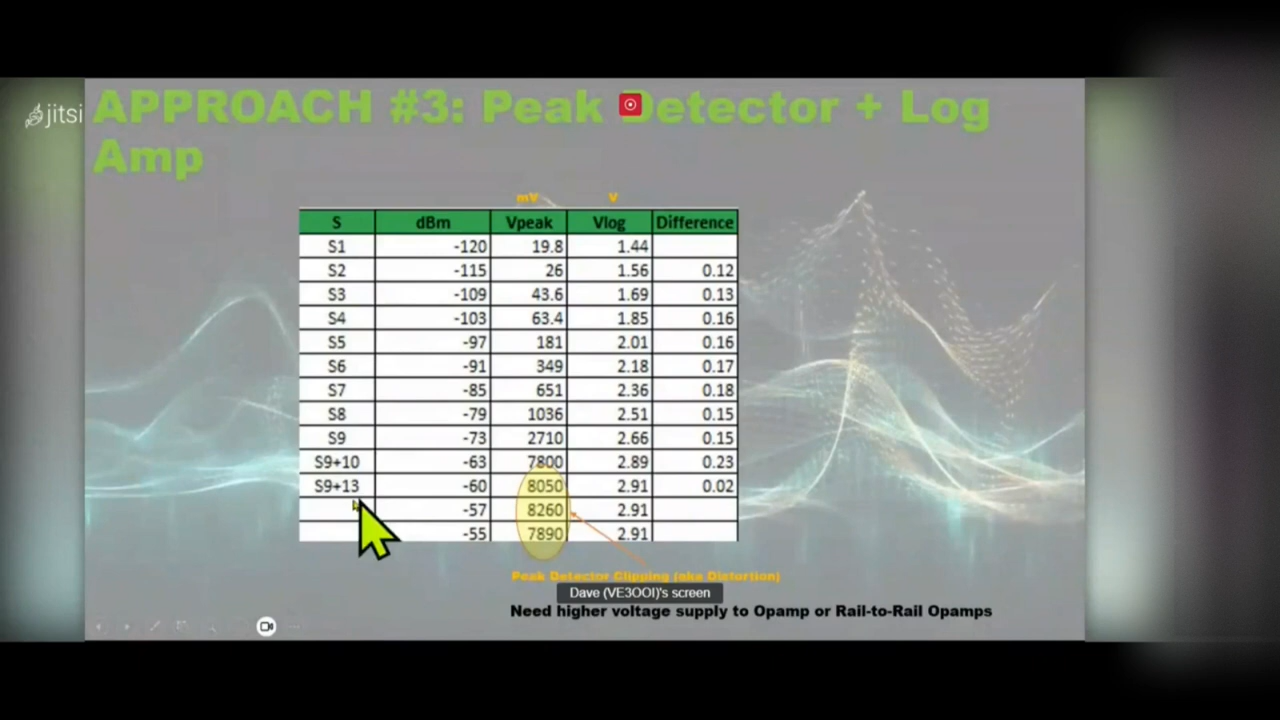 jitsi
APPROACH #3: Peak Detector + Log
Amp
mV V
S dBm Vpeak Vlog Difference
S1 -120 19.8 1.44
S2 -115 26 1.56 0.12
S3 -109 43.6 1.69 0.13
S4 -103 63.4 1.85 0.16
S5 -97 181 2.01 0.16
S6 -91 349 2.18 0.17
S7 -85 651 2.36 0.18
S8 -79 1036 2.51 0.15
S9 -73 2710 2.66 0.15
S9+10 -63 7800 2.89 0.23
S9+13 -60 8050 2.91 0.02
-57 8260 2.91
-55 7890 2.91
Peak Detector Clipping (aka Distortion)
Dave (VE3OOI)'s screen
Need higher voltage supply to Opamp or Rail-to-Rail Opamps